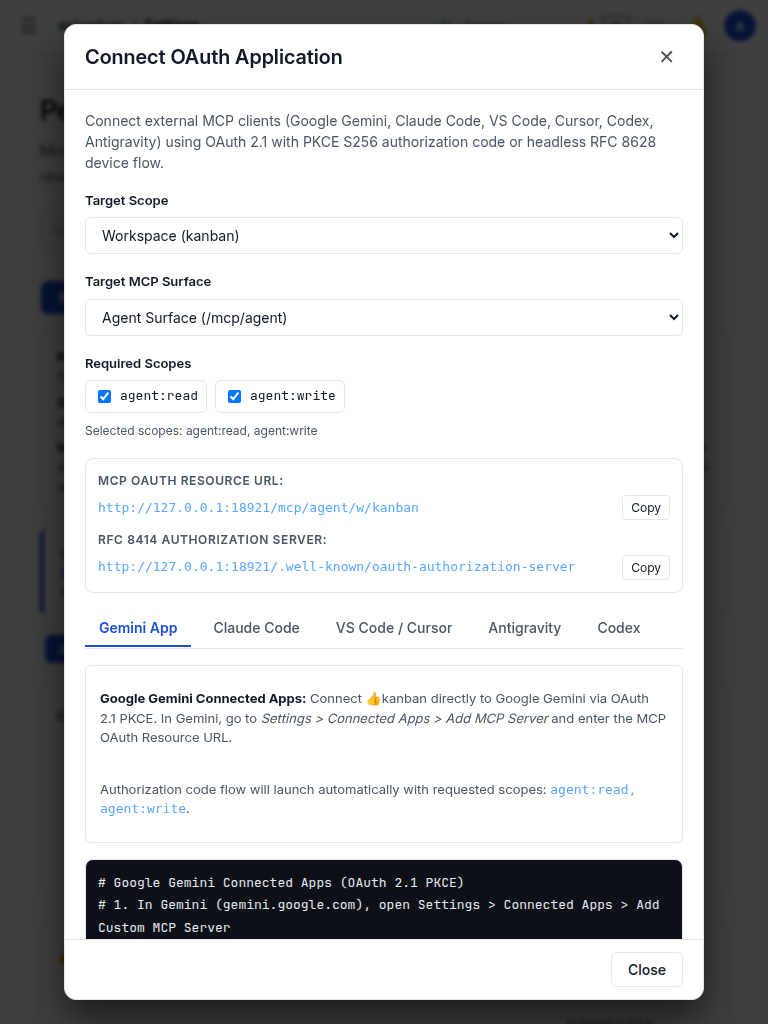 Connect OAuth Application
Connect external MCP clients (Google Gemini, Claude Code, VS Code, Cursor, Codex,
Antigravity) using OAuth 2.1 with PKCE S256 authorization code or headless RFC 8628
device flow.
Target Scope
Workspace (kanban)
Target MCP Surface
Agent Surface (/mcp/agent)
Required Scopes
agent:read
agent:write
Selected scopes: agent:read, agent:write
MCP OAUTH RESOURCE URL:
http://127.0.0.1:18921/mcp/agent/w/kanban
Copy
RFC 8414 AUTHORIZATION SERVER:
http://127.0.0.1:18921/.well-known/oauth-authorization-server
Copy
Gemini App
Claude Code
VS Code / Cursor
Antigravity
Codex
Google Gemini Connected Apps: Connect 👍kanban directly to Google Gemini via OAuth
2.1 PKCE. In Gemini, go to Settings > Connected Apps > Add MCP Server and enter the MCP
OAuth Resource URL.
Authorization code flow will launch automatically with requested scopes: agent:read,
agent:write.
# Google Gemini Connected Apps (OAuth 2.1 PKCE)
# 1. In Gemini (gemini.google.com), open Settings > Connected Apps > Add
Custom MCP Server
Close